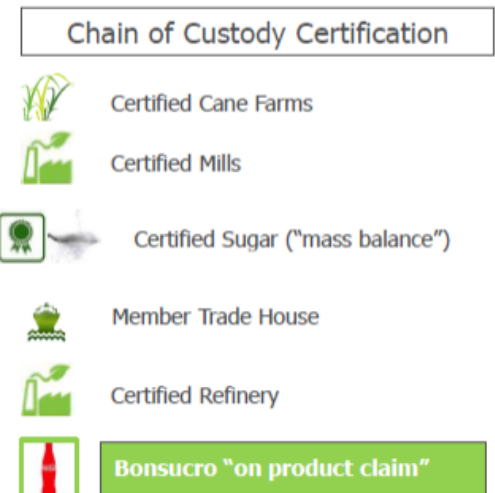 Chain of Custody Certification
Certified Cane Farms
Certified Mills
Certified Sugar ("mass balance")
Member Trade House
Certified Refinery
Bonsucro "on product claim"